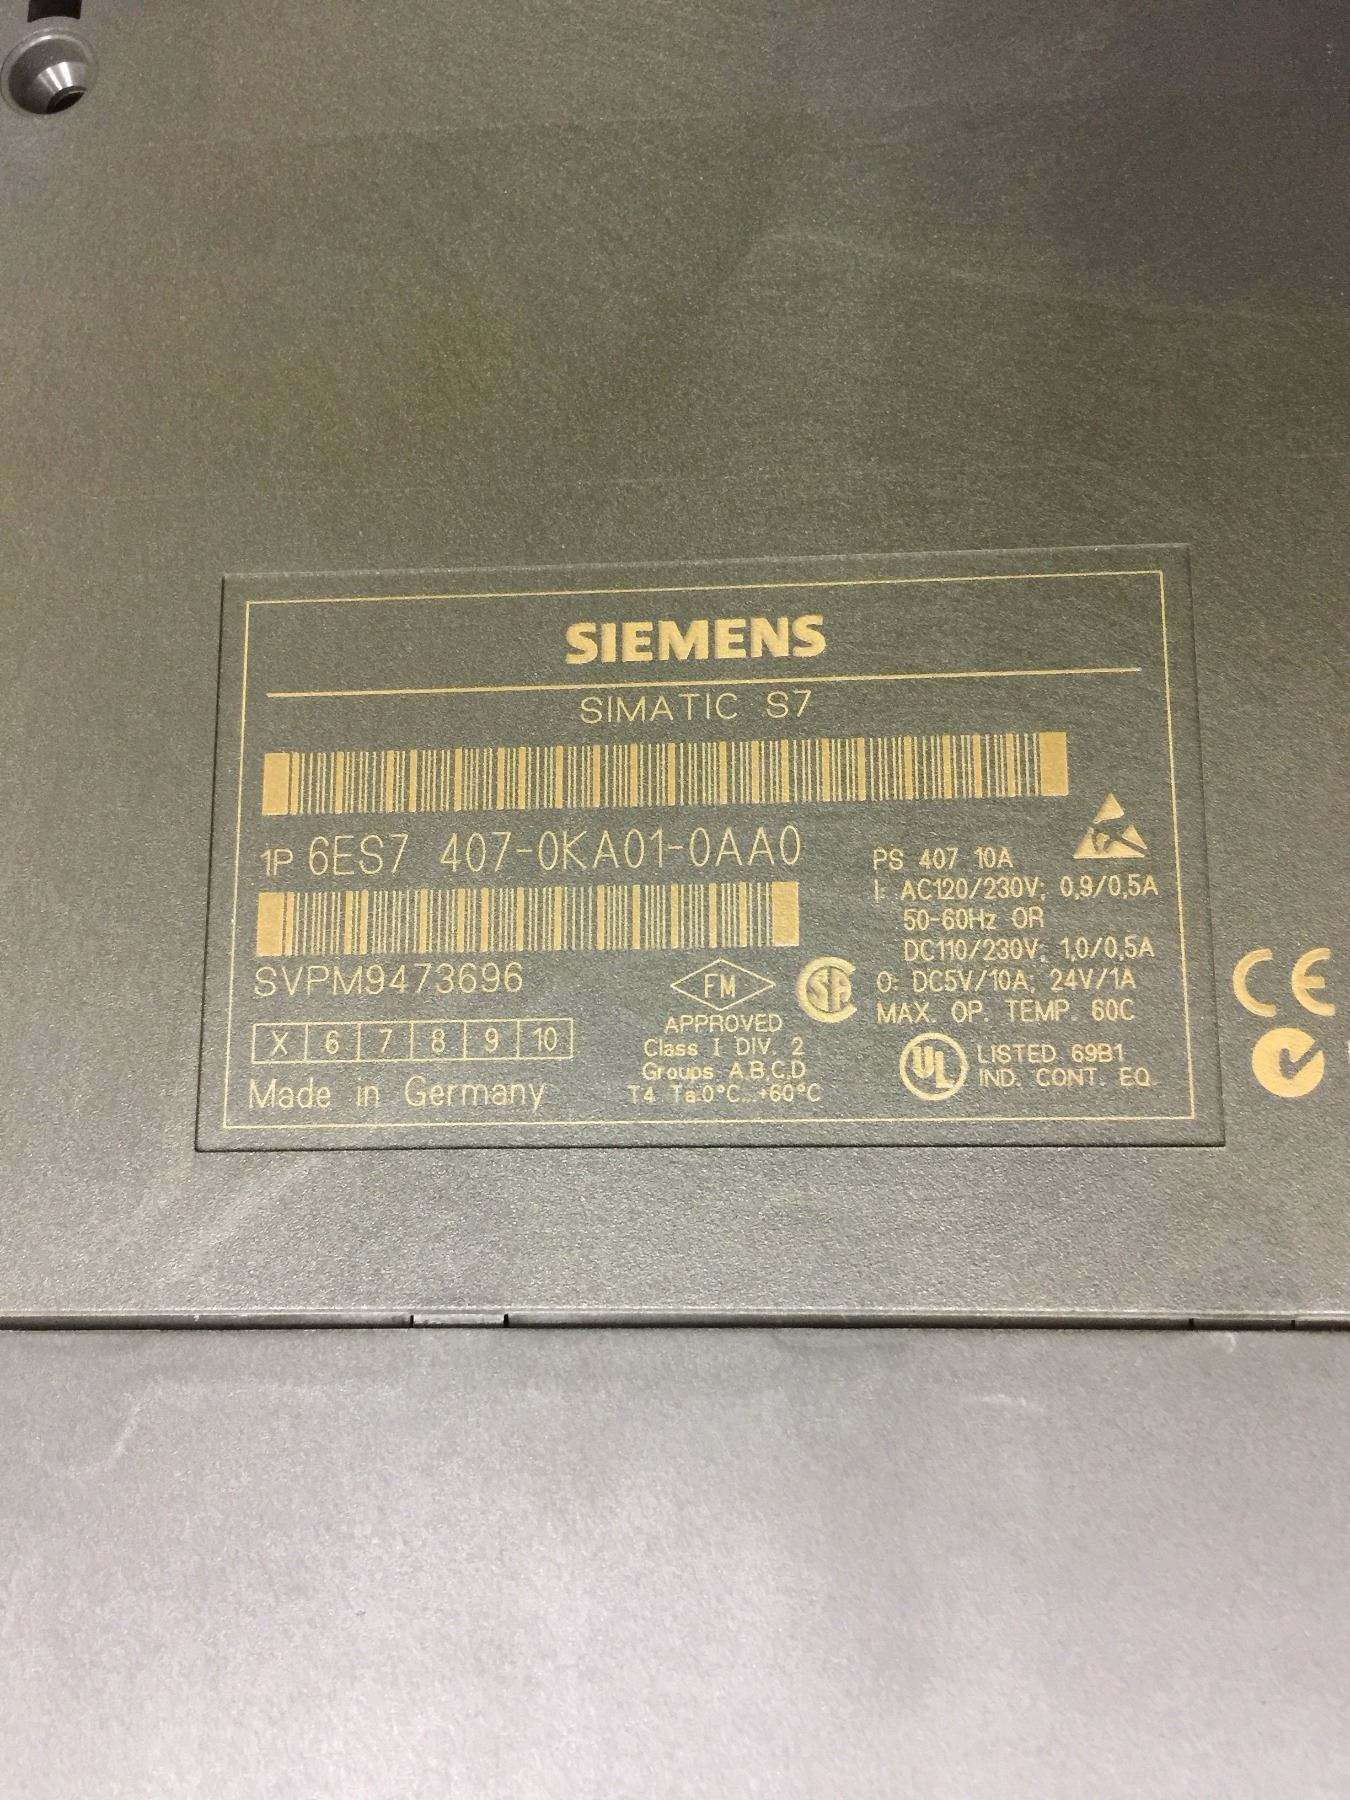 SIEMENS
SIMATIC S7
1P 6ES7 407-0KA01-0AA0
SVPM9473696
X 6 7 8 9 10
Made in Germany
FM
APPROVED
Class I DIV. 2
Groups A,B,C,D
T4 Ta:0°C...+60°C
PS 407 10A
I: AC120/230V; 0,9/0,5A
50-60Hz OR
DC110/230V; 1,0/0,5A
O: DC5V/10A; 24V/1A
MAX. OP. TEMP. 60C
UL
LISTED 69B1
IND. CONT. EQ
CE